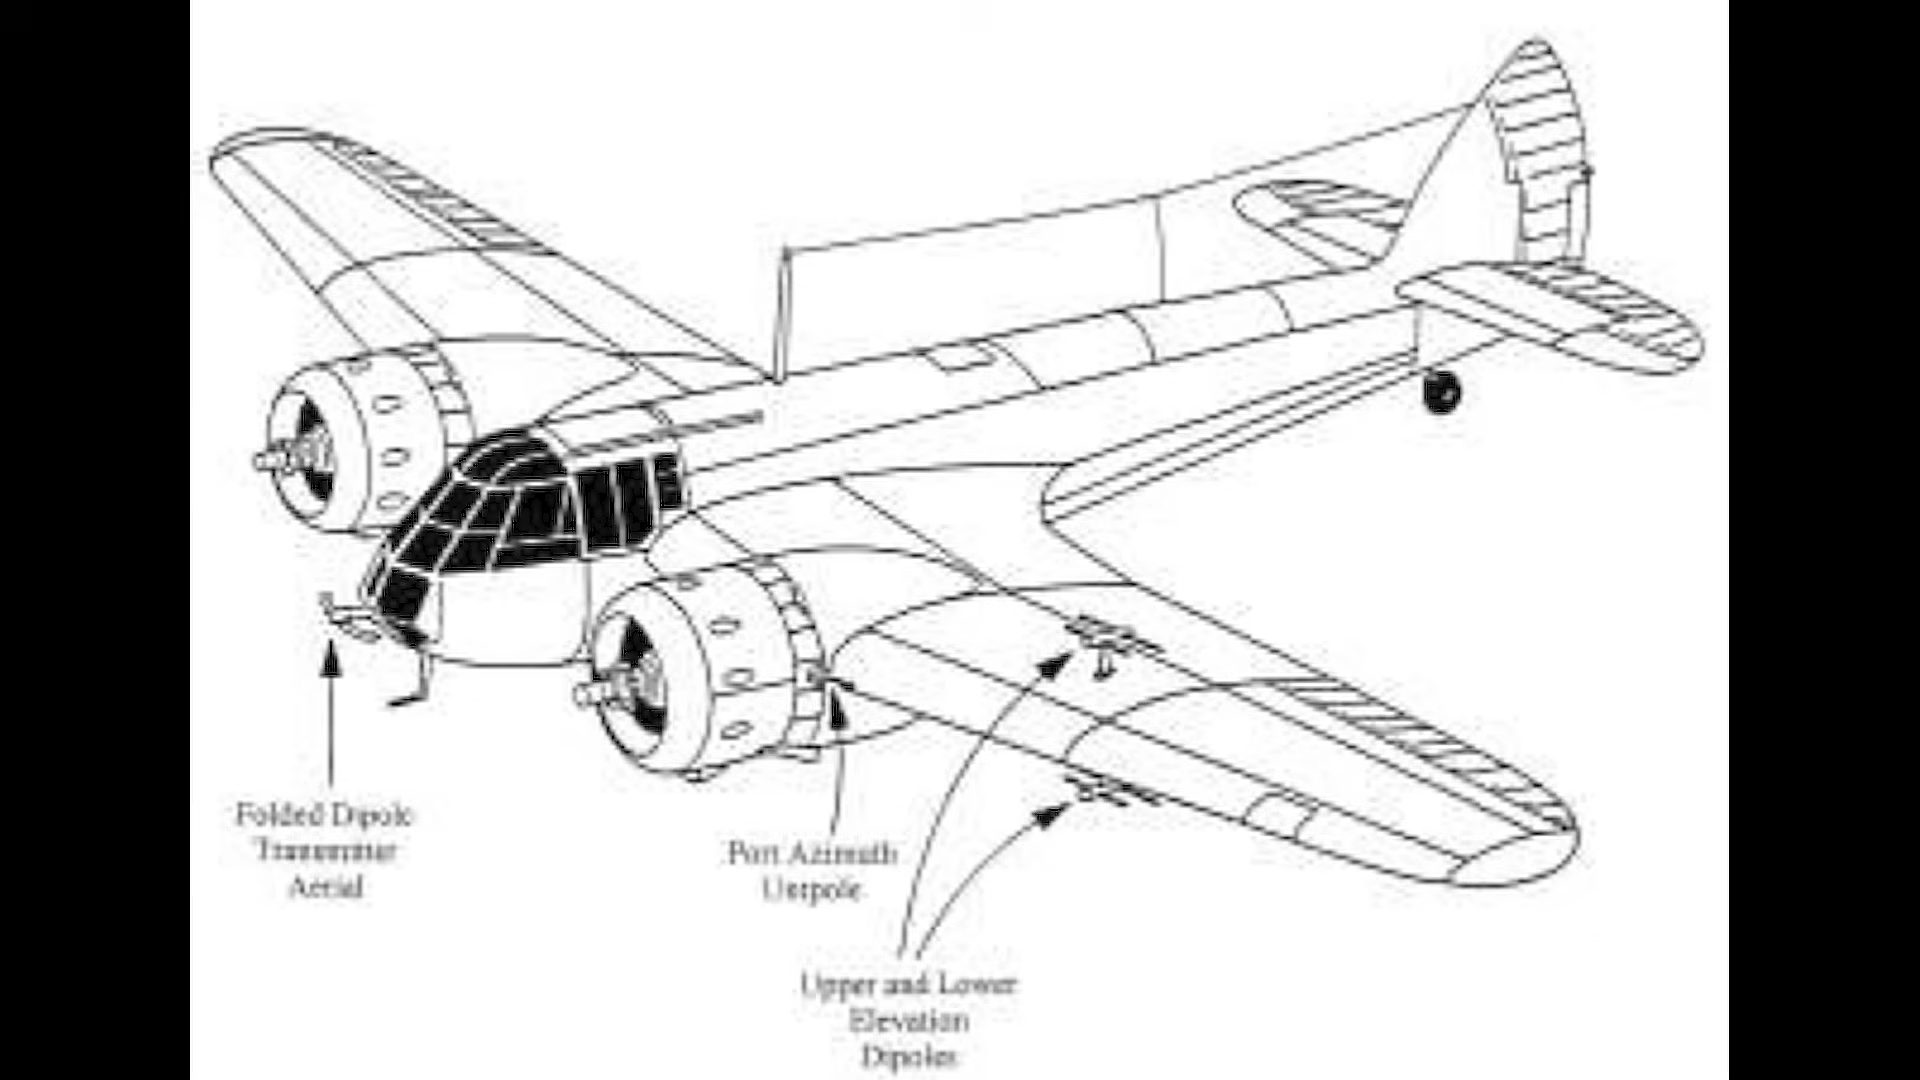 Folded Dipole
Transmitter
Aerial
Port Azimuth
Unipole
Upper and Lower
Elevation
Dipoles